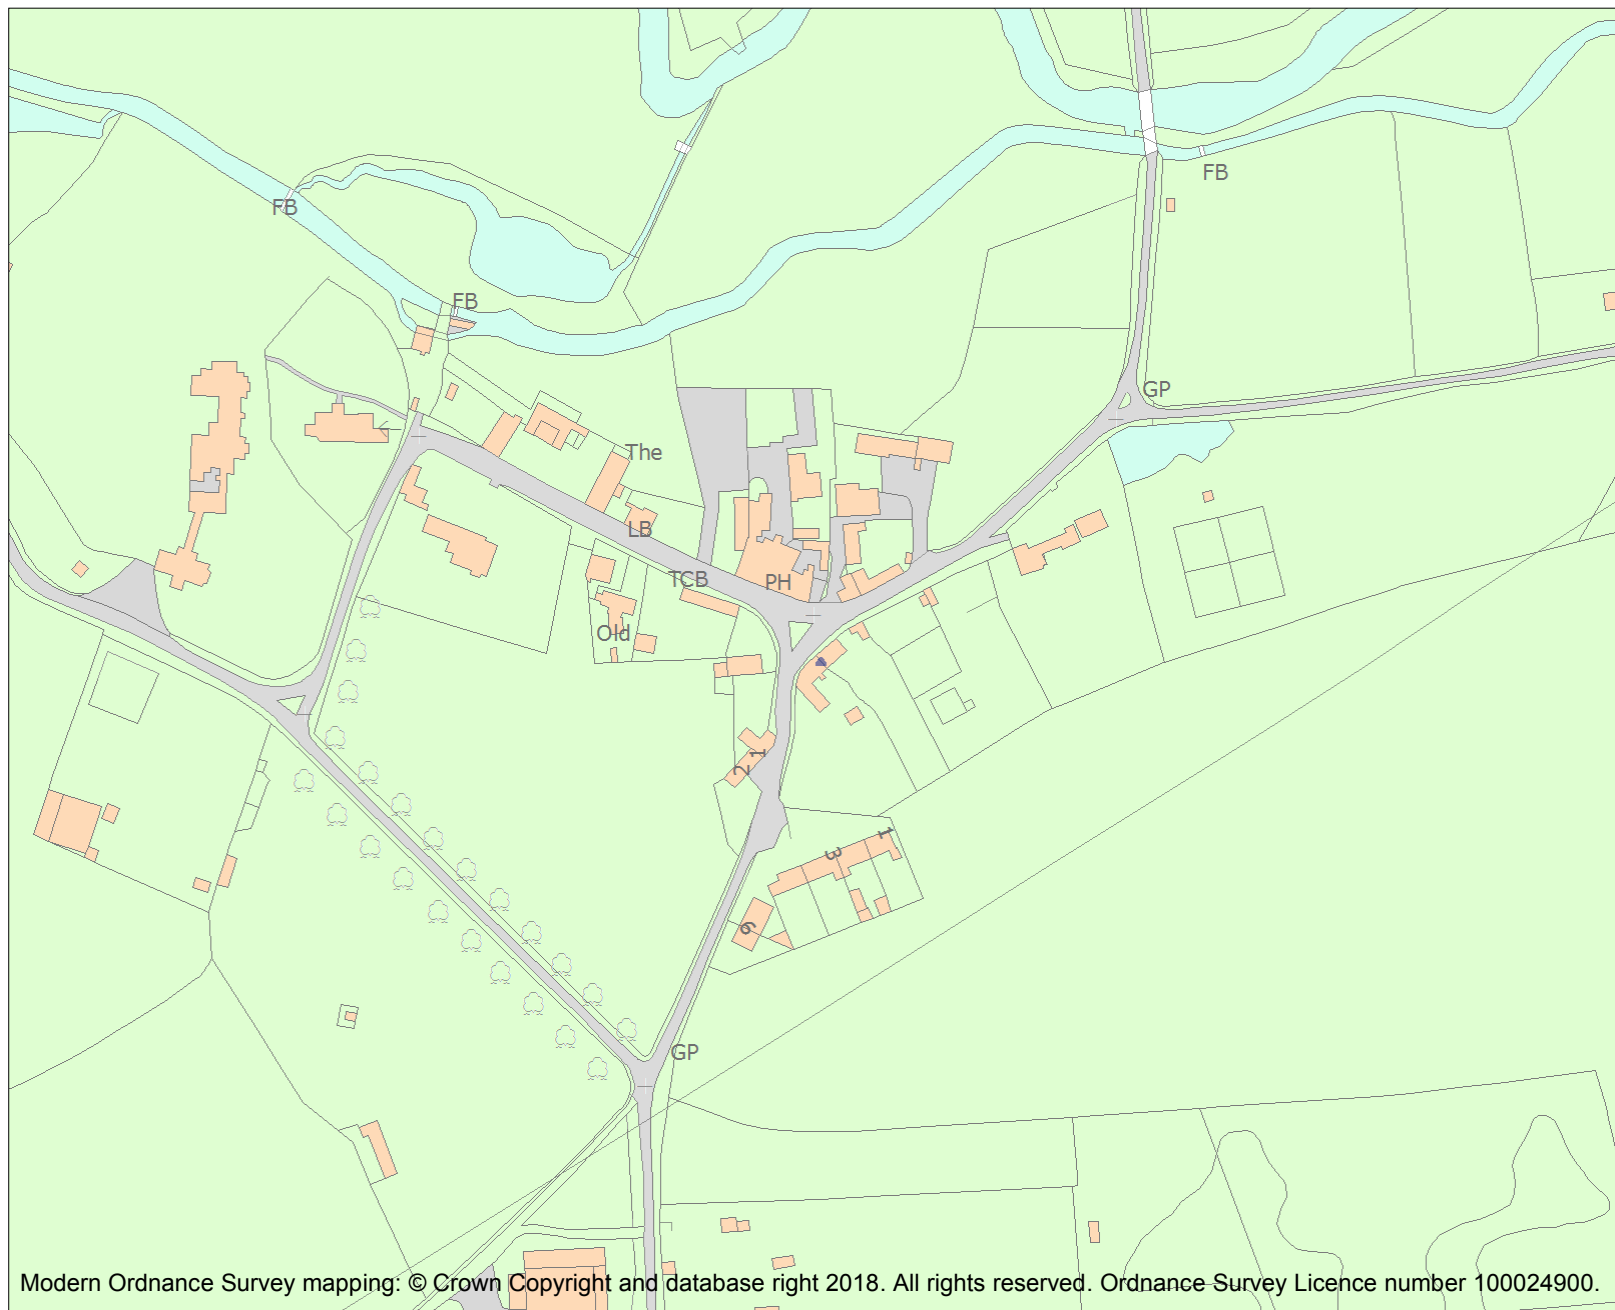 FB
FB
FB
GP
The
LB
TCB
PH
Old
1
2
1
3
6
GP
Modern Ordnance Survey mapping: © Crown Copyright and database right 2018. All rights reserved. Ordnance Survey Licence number 100024900.